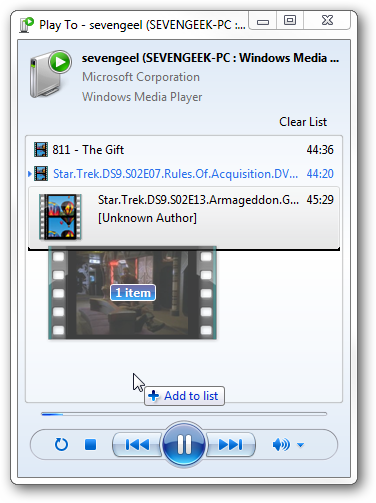 Play To - sevengeel (SEVENGEEK-PC :...
sevengeel (SEVENGEEK-PC : Windows Media ...
Microsoft Corporation
Windows Media Player
Clear List
811 - The Gift 44:36
Star.Trek.DS9.S02E07.Rules.Of.Acquisition.DV... 44:20
Star.Trek.DS9.S02E13.Armageddon.G... 45:29
[Unknown Author]
1 item
Add to list